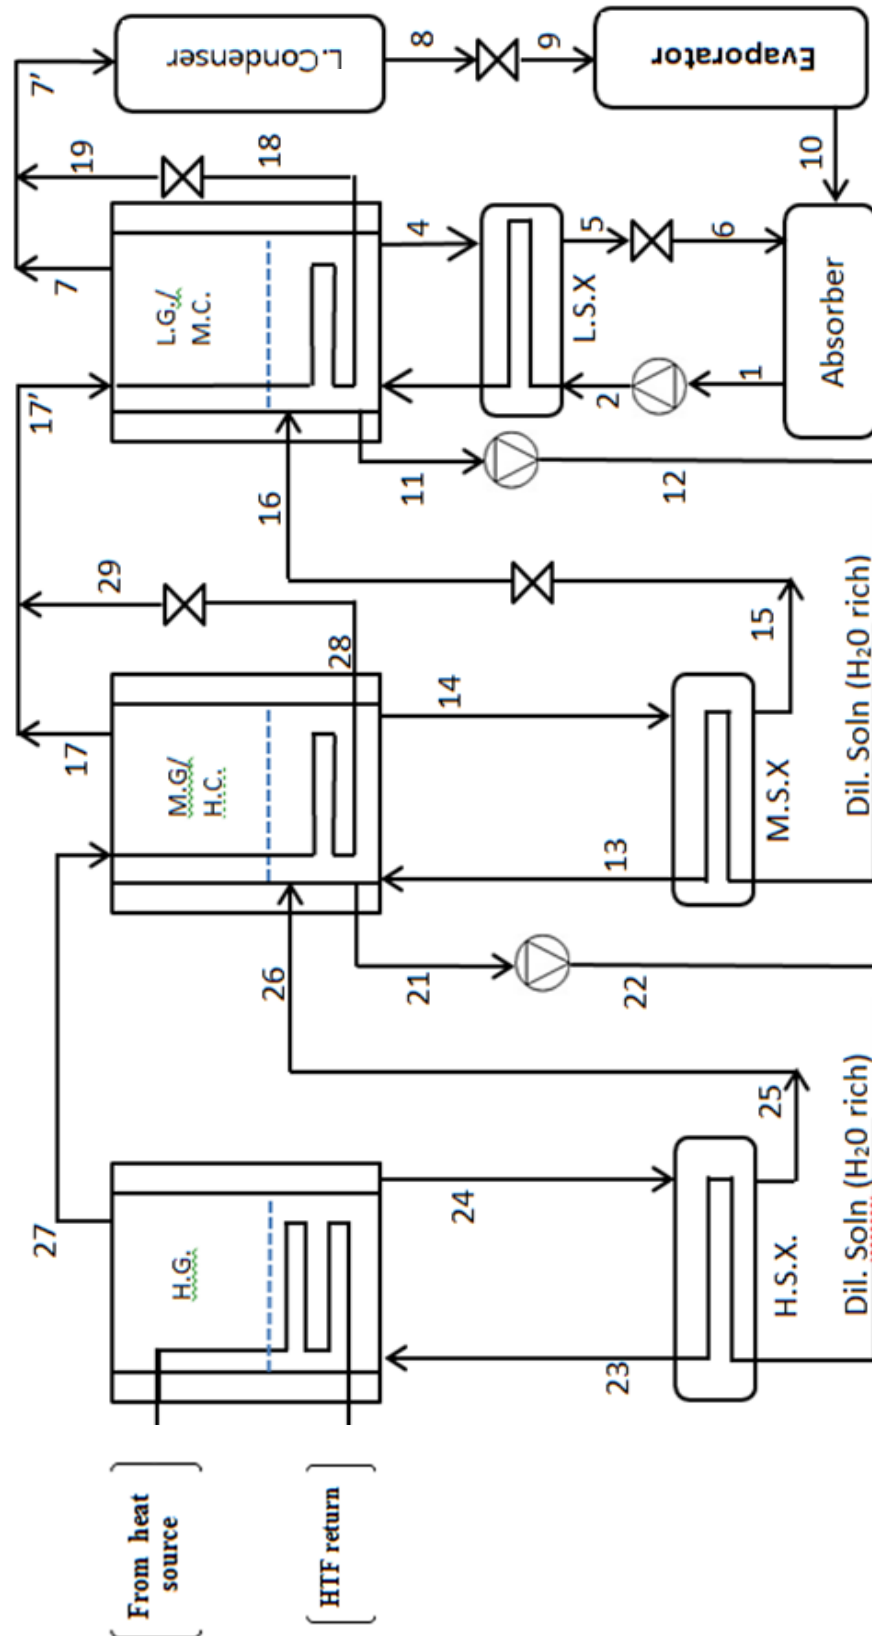 7’
L.Condenser
8
9
Evaporator
19
18
10
7
L.G./
M.C.
4
5
6
L.S.X
Absorber
17’
2
1
16
11
12
29
28
15
Dil. Soln (H₂0 rich)
17
M.G/
H.C.
14
M.S.X
13
26
21
22
25
Dil. Soln (H₂0 rich)
27
H.G.
24
H.S.X.
23
From heat
source
HTF return